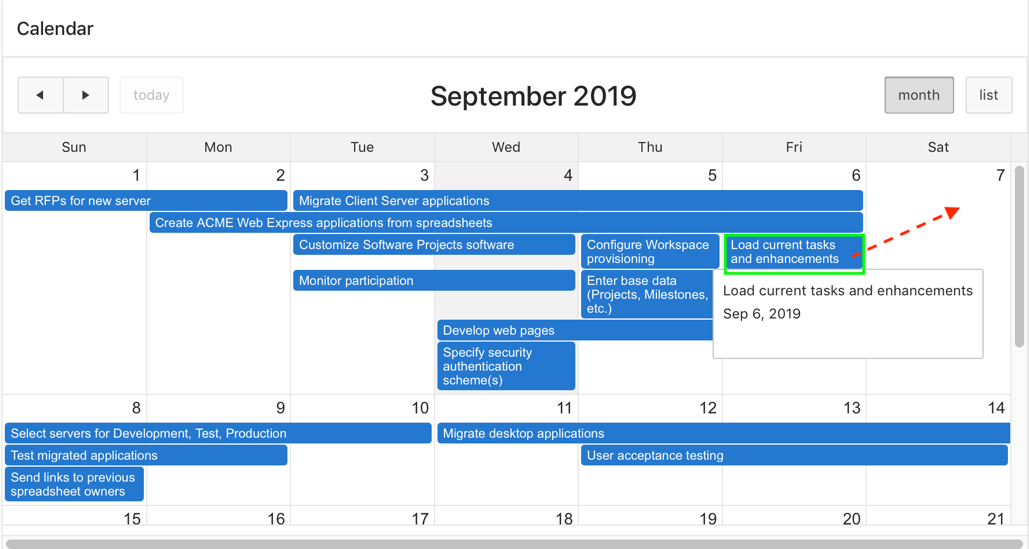 Calendar
today
September 2019
month
list
Sun Mon Tue Wed Thu Fri Sat
1 2 3 4 5 6 7
Get RFPs for new server
Migrate Client Server applications
Create ACME Web Express applications from spreadsheets
Customize Software Projects software
Configure Workspace
provisioning
Load current tasks
and enhancements
Monitor participation
Enter base data
(Projects, Milestones,
etc.)
Load current tasks and enhancements
Sep 6, 2019
Develop web pages
Specify security
authentication
scheme(s)
8 9 10 11 12 13 14
Select servers for Development, Test, Production
Migrate desktop applications
Test migrated applications
User acceptance testing
Send links to previous
spreadsheet owners
15 16 17 18 19 20 21